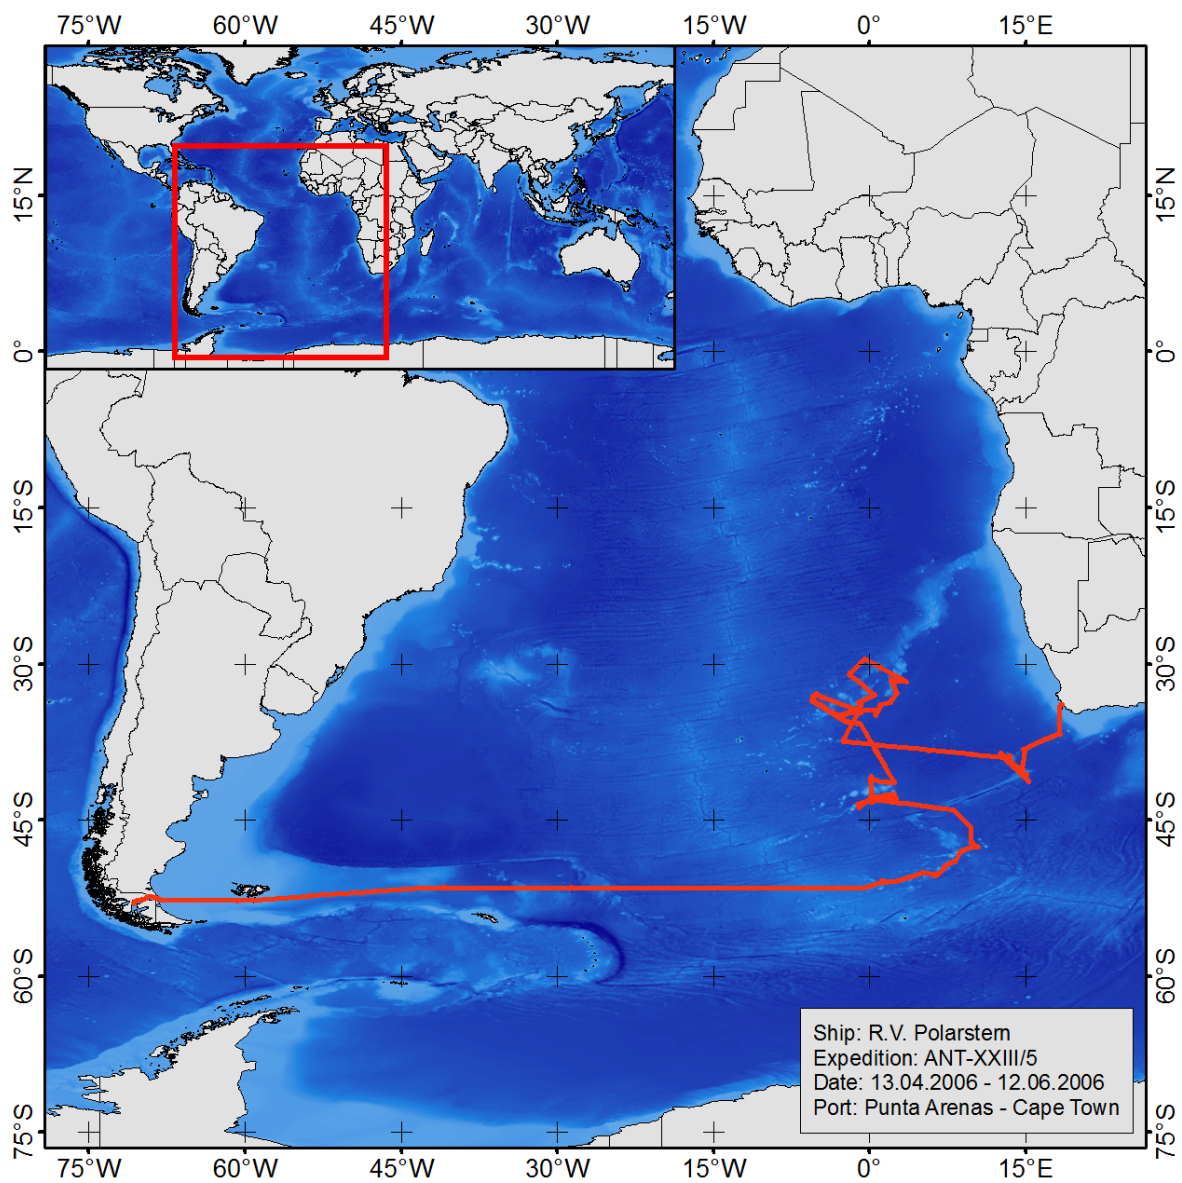 75°W 60°W 45°W 30°W 15°W 0° 15°E
15°N 15°N
0° 0°
15°S 15°S
30°S 30°S
45°S 45°S
60°S 60°S
75°S 75°S
Ship: R.V. Polarstern
Expedition: ANT-XXIII/5
Date: 13.04.2006 - 12.06.2006
Port: Punta Arenas - Cape Town
75°W 60°W 45°W 30°W 15°W 0° 15°E